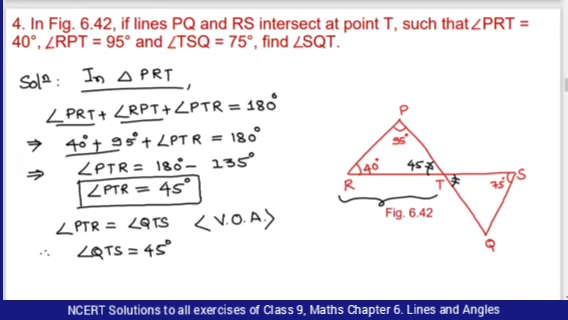 4. In Fig. 6.42, if lines PQ and RS intersect at point T, such that∠PRT =
40°, ∠RPT = 95° and ∠TSQ = 75°, find ∠SQT.
Solⁿ: In △ PRT,
∠PRT + ∠RPT + ∠PTR = 180°
⇒ 40° + 95° + ∠PTR = 180°
⇒ ∠PTR = 180° - 135°
∠PTR = 45°
∠PTR = ∠QTS <V.O.A>
∴ ∠QTS = 45°
P
95°
40°
45°
75°
S
R
T
Q
Fig. 6.42
NCERT Solutions to all exercises of Class 9, Maths Chapter 6. Lines and Angles